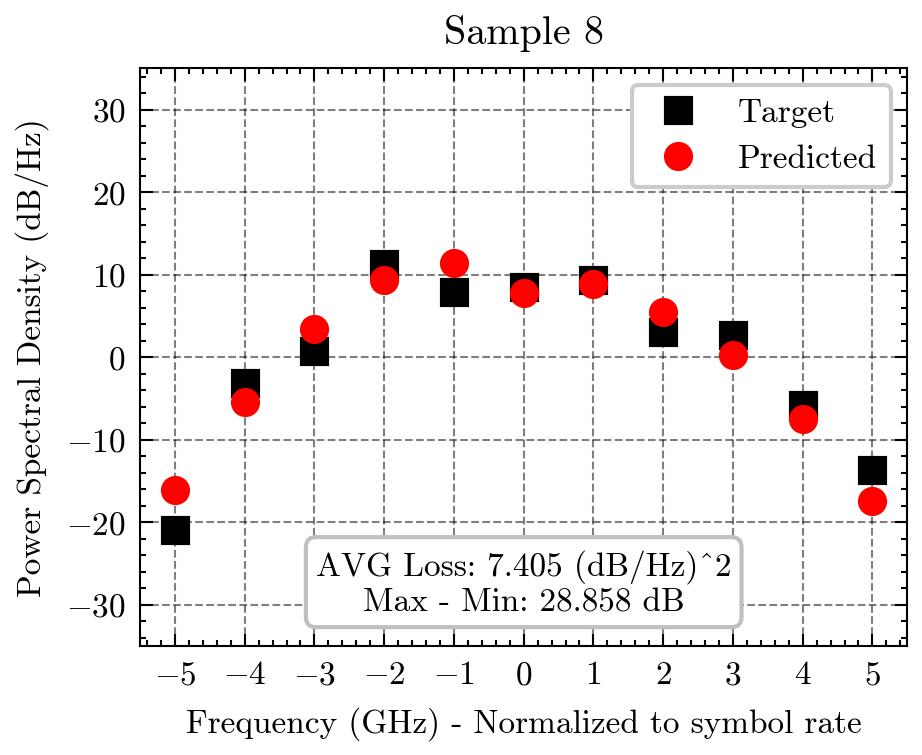 Sample 8
Power Spectral Density (dB/Hz)
30
20
10
0
−10
−20
−30
Target
Predicted
AVG Loss: 7.405 (dB/Hz)^2
Max - Min: 28.858 dB
−5 −4 −3 −2 −1 0 1 2 3 4 5
Frequency (GHz) - Normalized to symbol rate